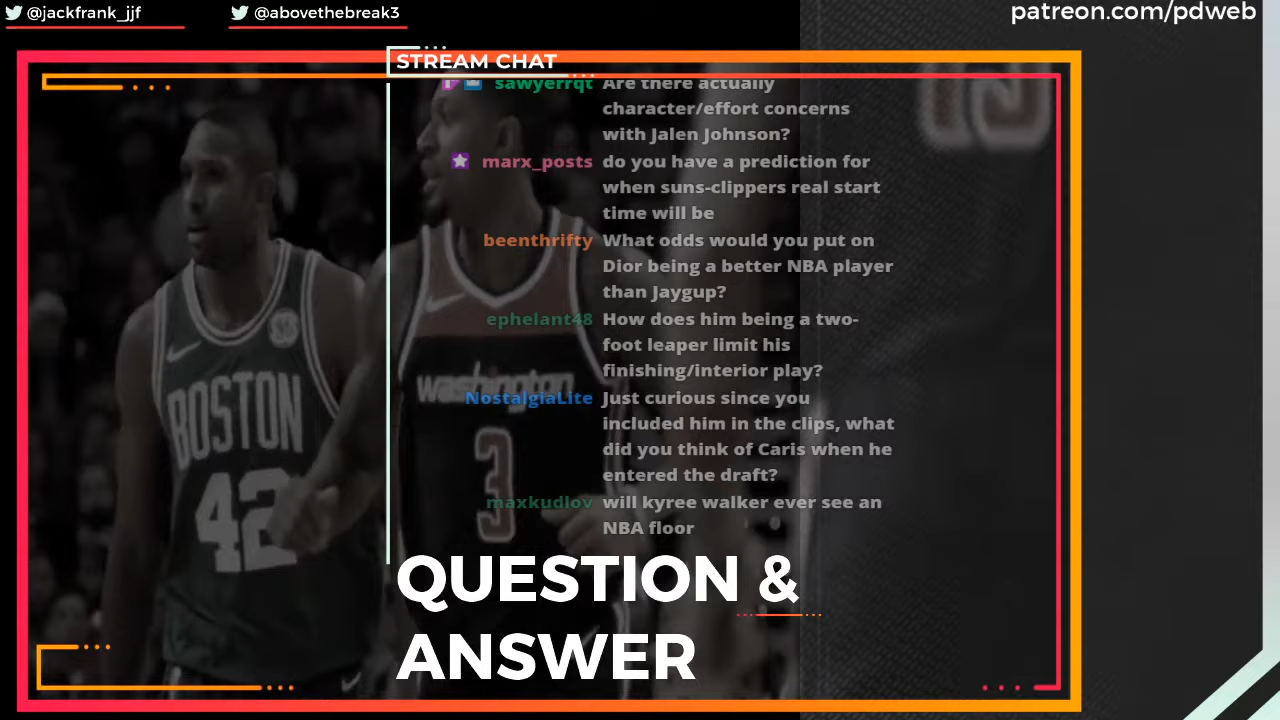 @jackfrank_jjf
@abovethebreak3
patreon.com/pdweb
STREAM CHAT
sawyerrqt Are there actually
character/effort concerns
with Jalen Johnson?
marx_posts do you have a prediction for
when suns-clippers real start
time will be
beenthrifty What odds would you put on
Dior being a better NBA player
than Jaygup?
ephelant48 How does him being a two-
foot leaper limit his
finishing/interior play?
NostalgiaLite Just curious since you
included him in the clips, what
did you think of Caris when he
entered the draft?
maxkudlov will kyree walker ever see an
NBA floor
BOSTON
42
washington
3
QUESTION &
ANSWER